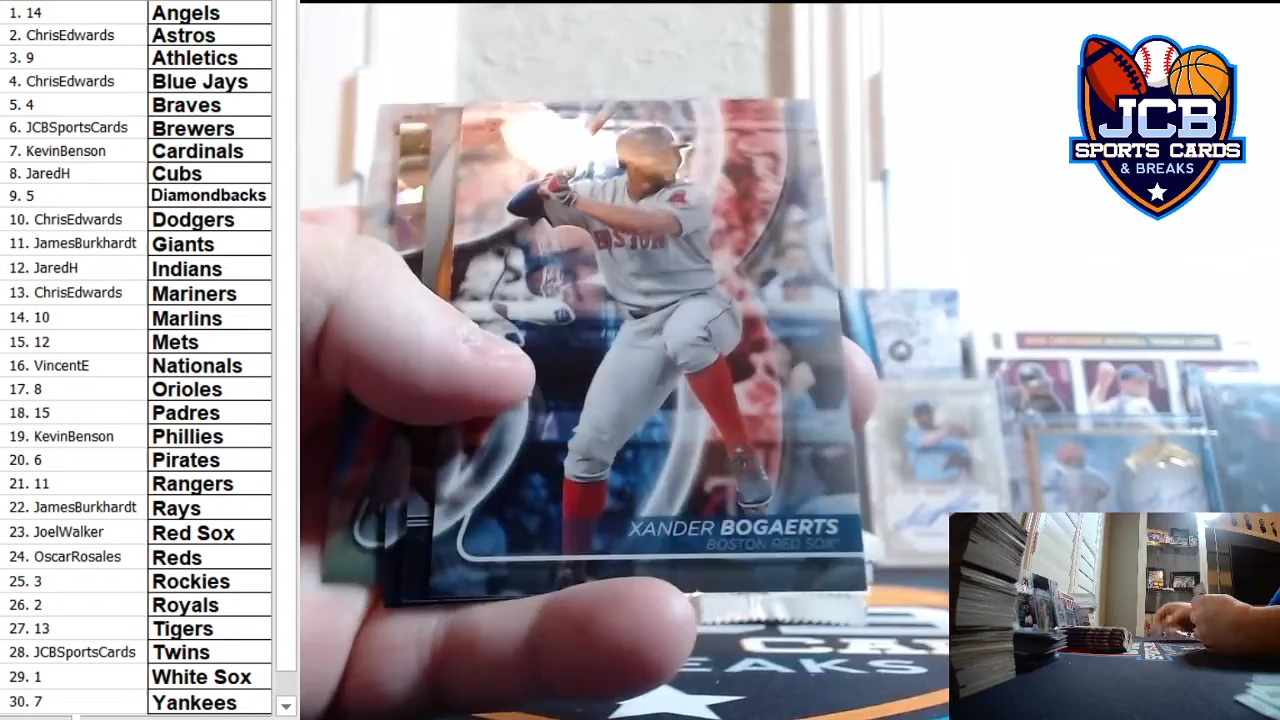 1. 14 Angels
2. ChrisEdwards Astros
3. 9 Athletics
4. ChrisEdwards Blue Jays
5. 4 Braves
6. JCBSportsCards Brewers
7. KevinBenson Cardinals
8. JaredH Cubs
9. 5 Diamondbacks
10. ChrisEdwards Dodgers
11. JamesBurkhardt Giants
12. JaredH Indians
13. ChrisEdwards Mariners
14. 10 Marlins
15. 12 Mets
16. VincentE Nationals
17. 8 Orioles
18. 15 Padres
19. KevinBenson Phillies
20. 6 Pirates
21. 11 Rangers
22. JamesBurkhardt Rays
23. JoelWalker Red Sox
24. OscarRosales Reds
25. 3 Rockies
26. 2 Royals
27. 13 Tigers
28. JCBSportsCards Twins
29. 1 White Sox
30. 7 Yankees
BOSTON
XANDER BOGAERTS
BOSTON RED SOX
JCB
SPORTS CARDS
& BREAKS